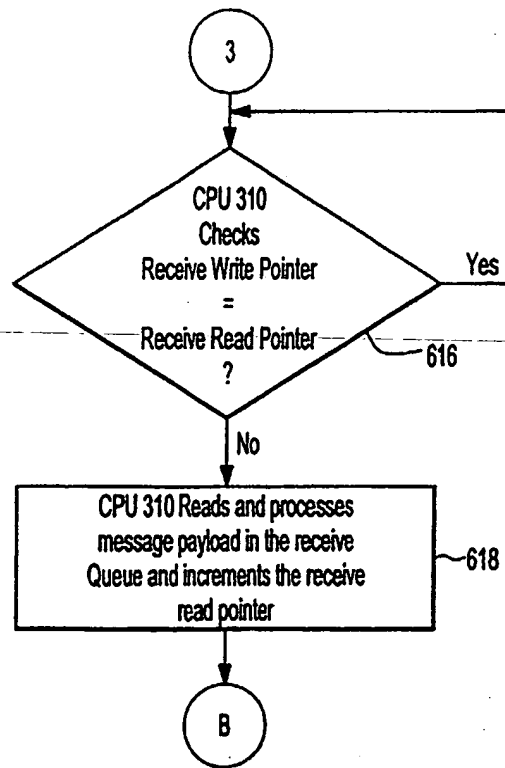 3
CPU 310
Checks
Receive Write Pointer
=
Receive Read Pointer
?
Yes
616
No
CPU 310 Reads and processes
message payload in the receive
Queue and increments the receive
read pointer
618
B